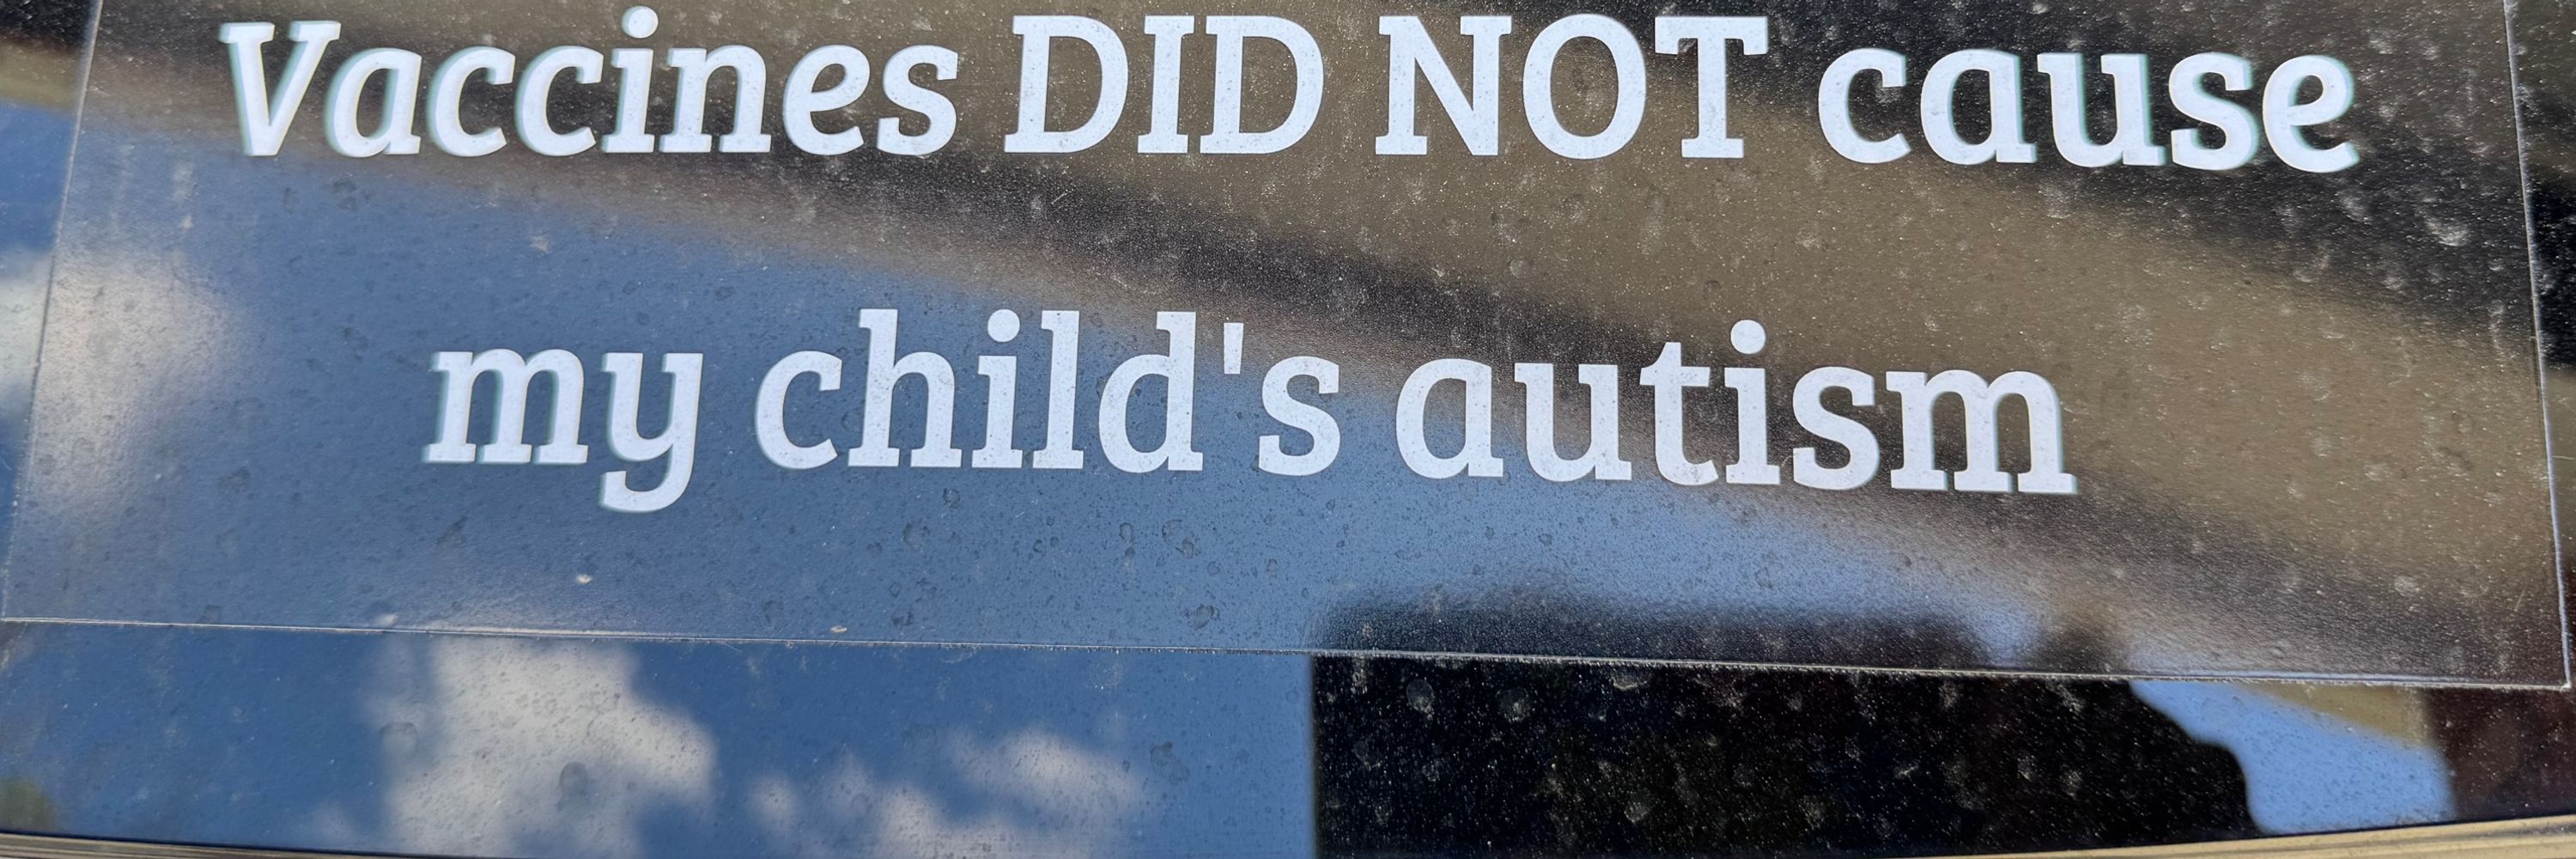 Vaccines DID NOT cause
my child's autism